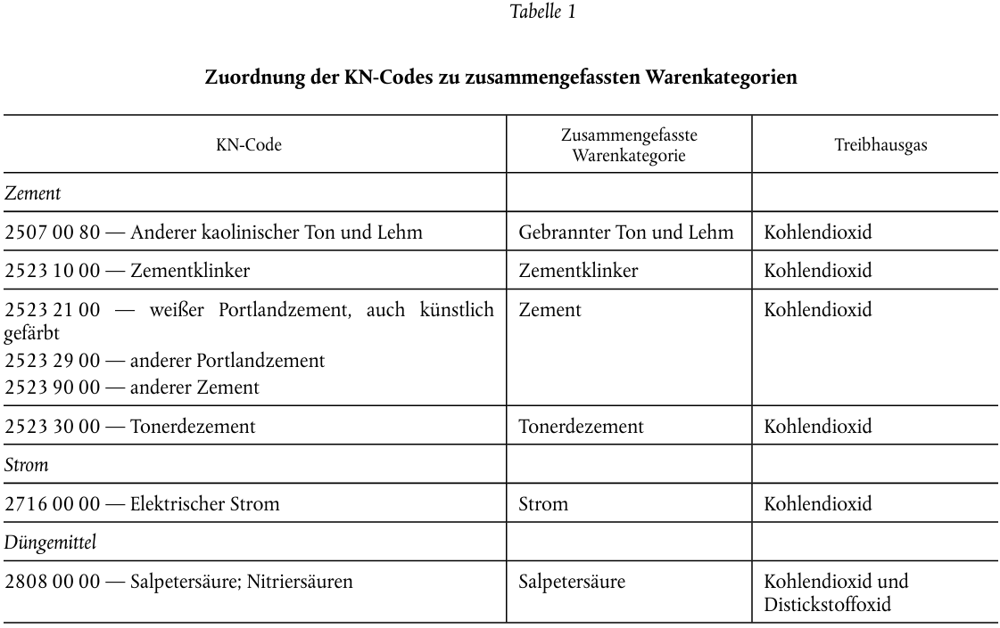 Tabelle 1
Zuordnung der KN-Codes zu zusammengefassten Warenkategorien
KN-Code
Zusammengefasste
Warenkategorie
Treibhausgas
Zement
2507 00 80 — Anderer kaolinischer Ton und Lehm
Gebrannter Ton und Lehm
Kohlendioxid
2523 10 00 — Zementklinker
Zementklinker
Kohlendioxid
2523 21 00 — weißer Portlandzement, auch künstlich
gefärbt
2523 29 00 — anderer Portlandzement
2523 90 00 — anderer Zement
Zement
Kohlendioxid
2523 30 00 — Tonerdezement
Tonerdezement
Kohlendioxid
Strom
2716 00 00 — Elektrischer Strom
Strom
Kohlendioxid
Düngemittel
2808 00 00 — Salpetersäure; Nitriersäuren
Salpetersäure
Kohlendioxid und
Distickstoffoxid